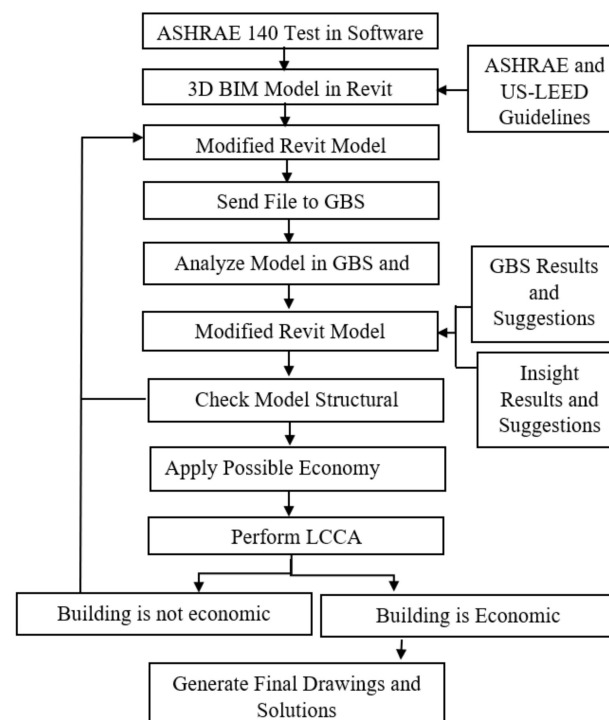 ASHRAE 140 Test in Software
3D BIM Model in Revit
ASHRAE and
US-LEED
Guidelines
Modified Revit Model
Send File to GBS
Analyze Model in GBS and
GBS Results
and
Suggestions
Modified Revit Model
Insight
Results and
Suggestions
Check Model Structural
Apply Possible Economy
Perform LCCA
Building is not economic
Building is Economic
Generate Final Drawings and
Solutions